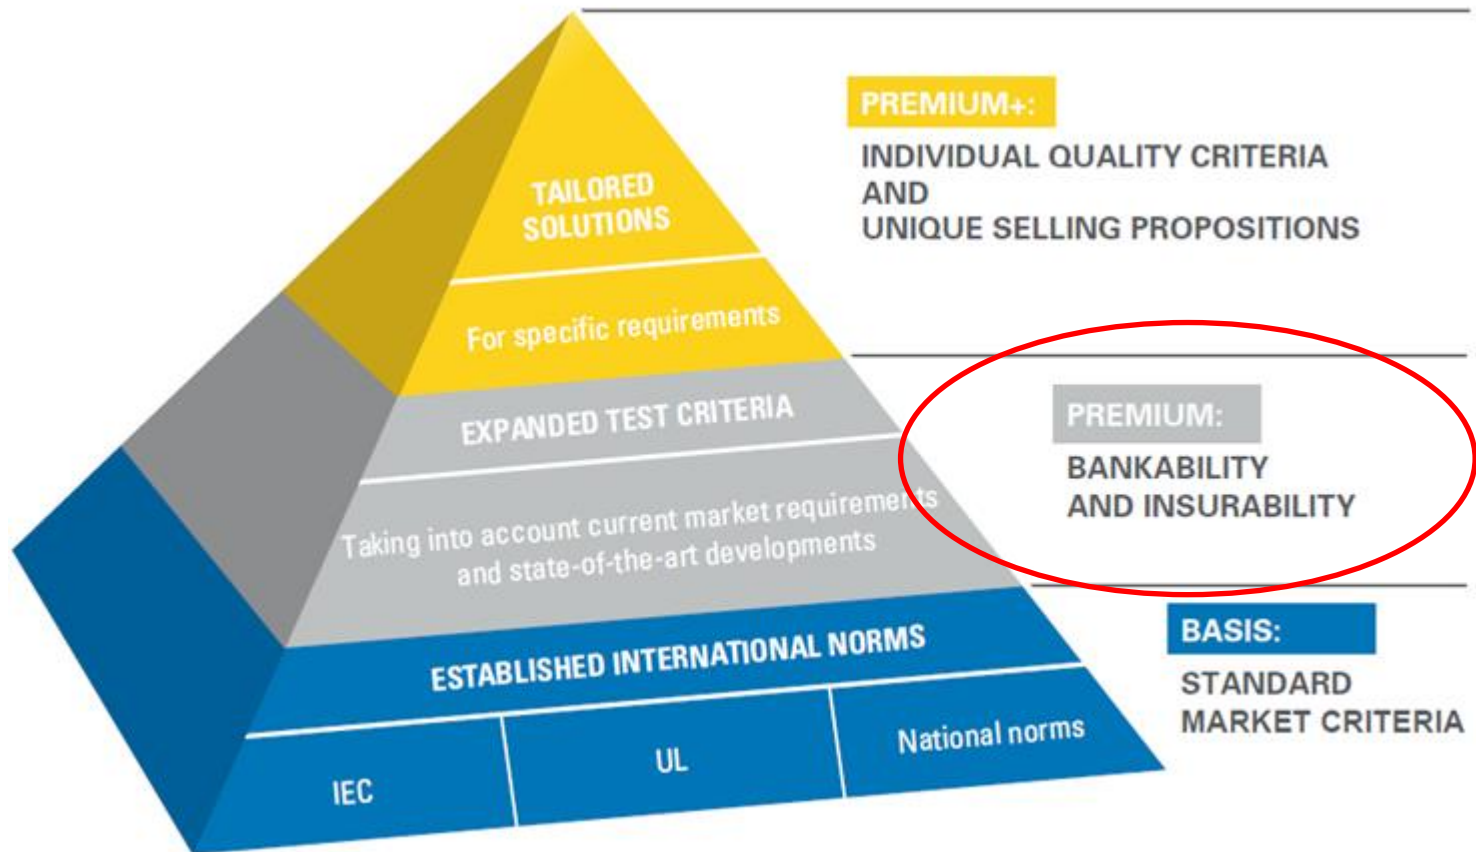 PREMIUM+:
INDIVIDUAL QUALITY CRITERIA
AND
UNIQUE SELLING PROPOSITIONS
TAILORED
SOLUTIONS
For specific requirements
PREMIUM:
BANKABILITY
AND INSURABILITY
EXPANDED TEST CRITERIA
Taking into account current market requirements
and state-of-the-art developments
BASIS:
STANDARD
MARKET CRITERIA
ESTABLISHED INTERNATIONAL NORMS
IEC
UL
National norms